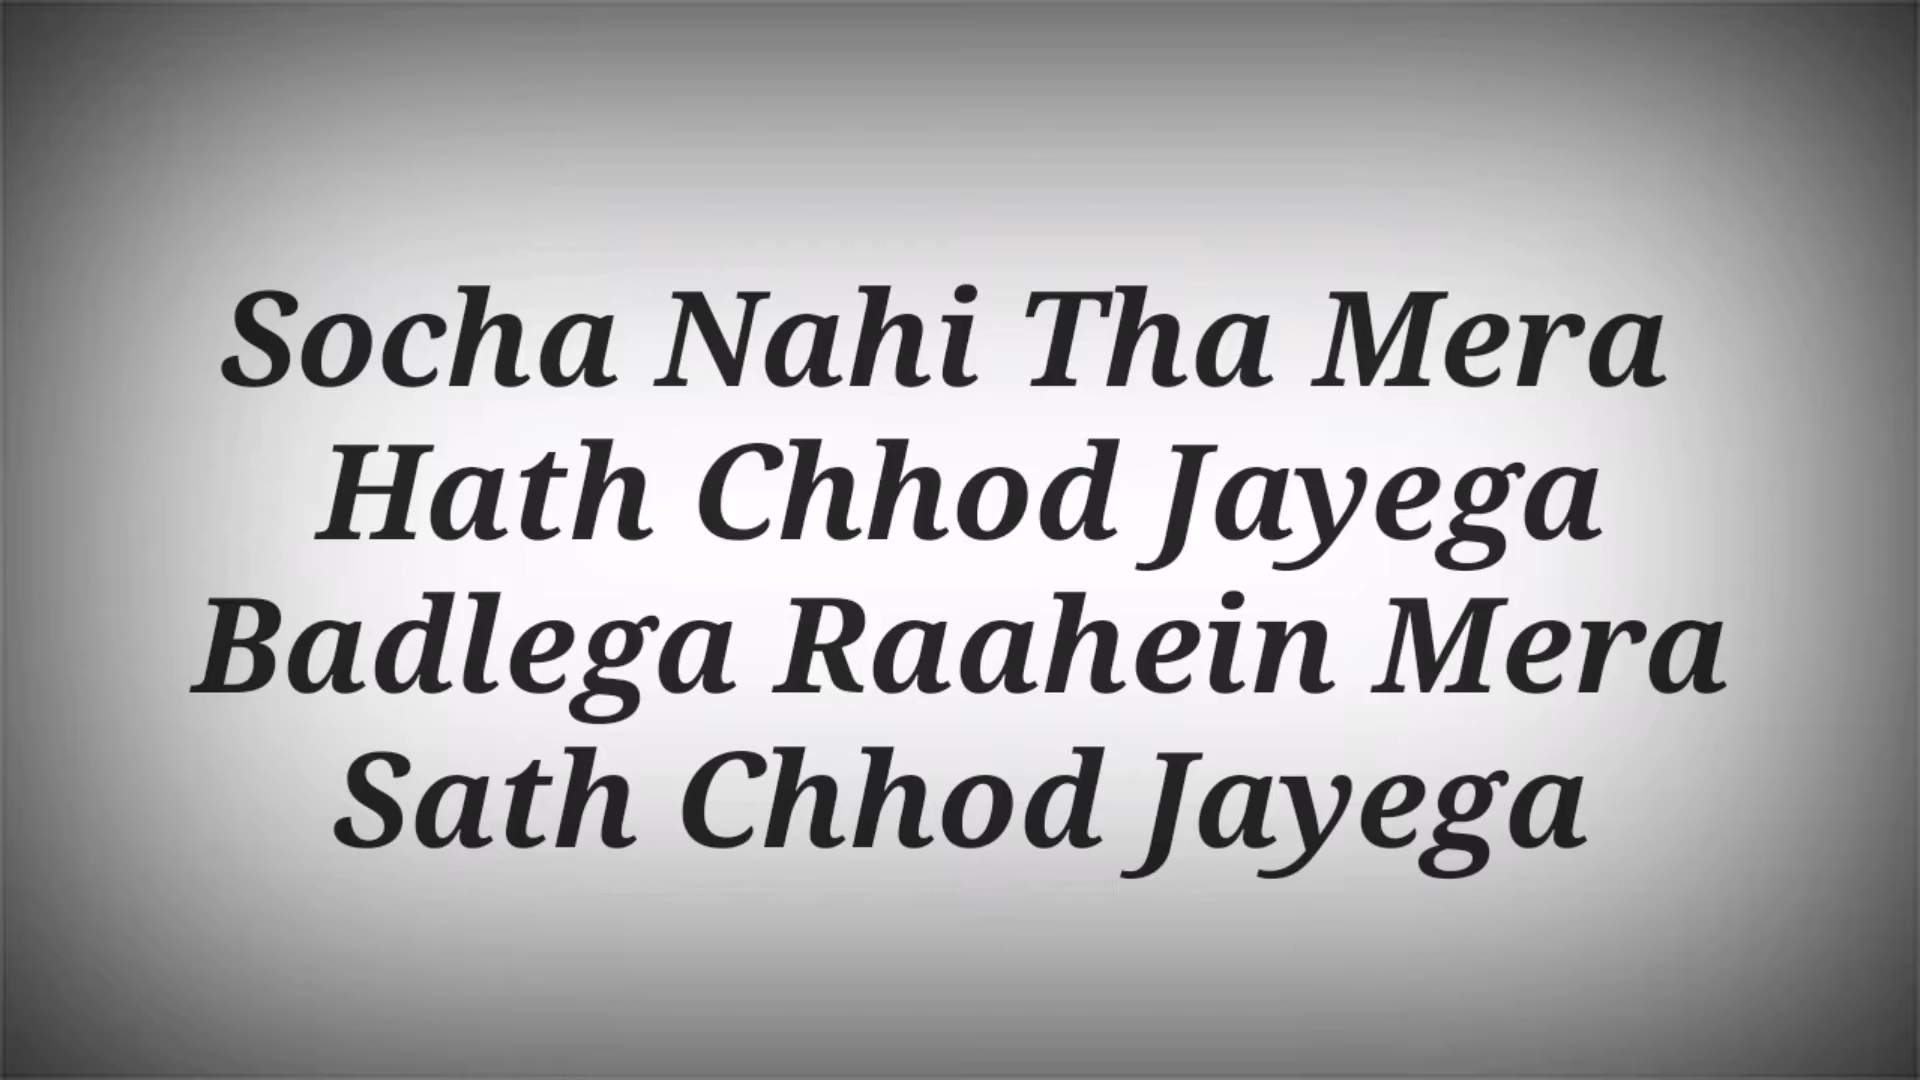 Socha Nahi Tha Mera
Hath Chhod Jayega
Badlega Raahein Mera
Sath Chhod Jayega